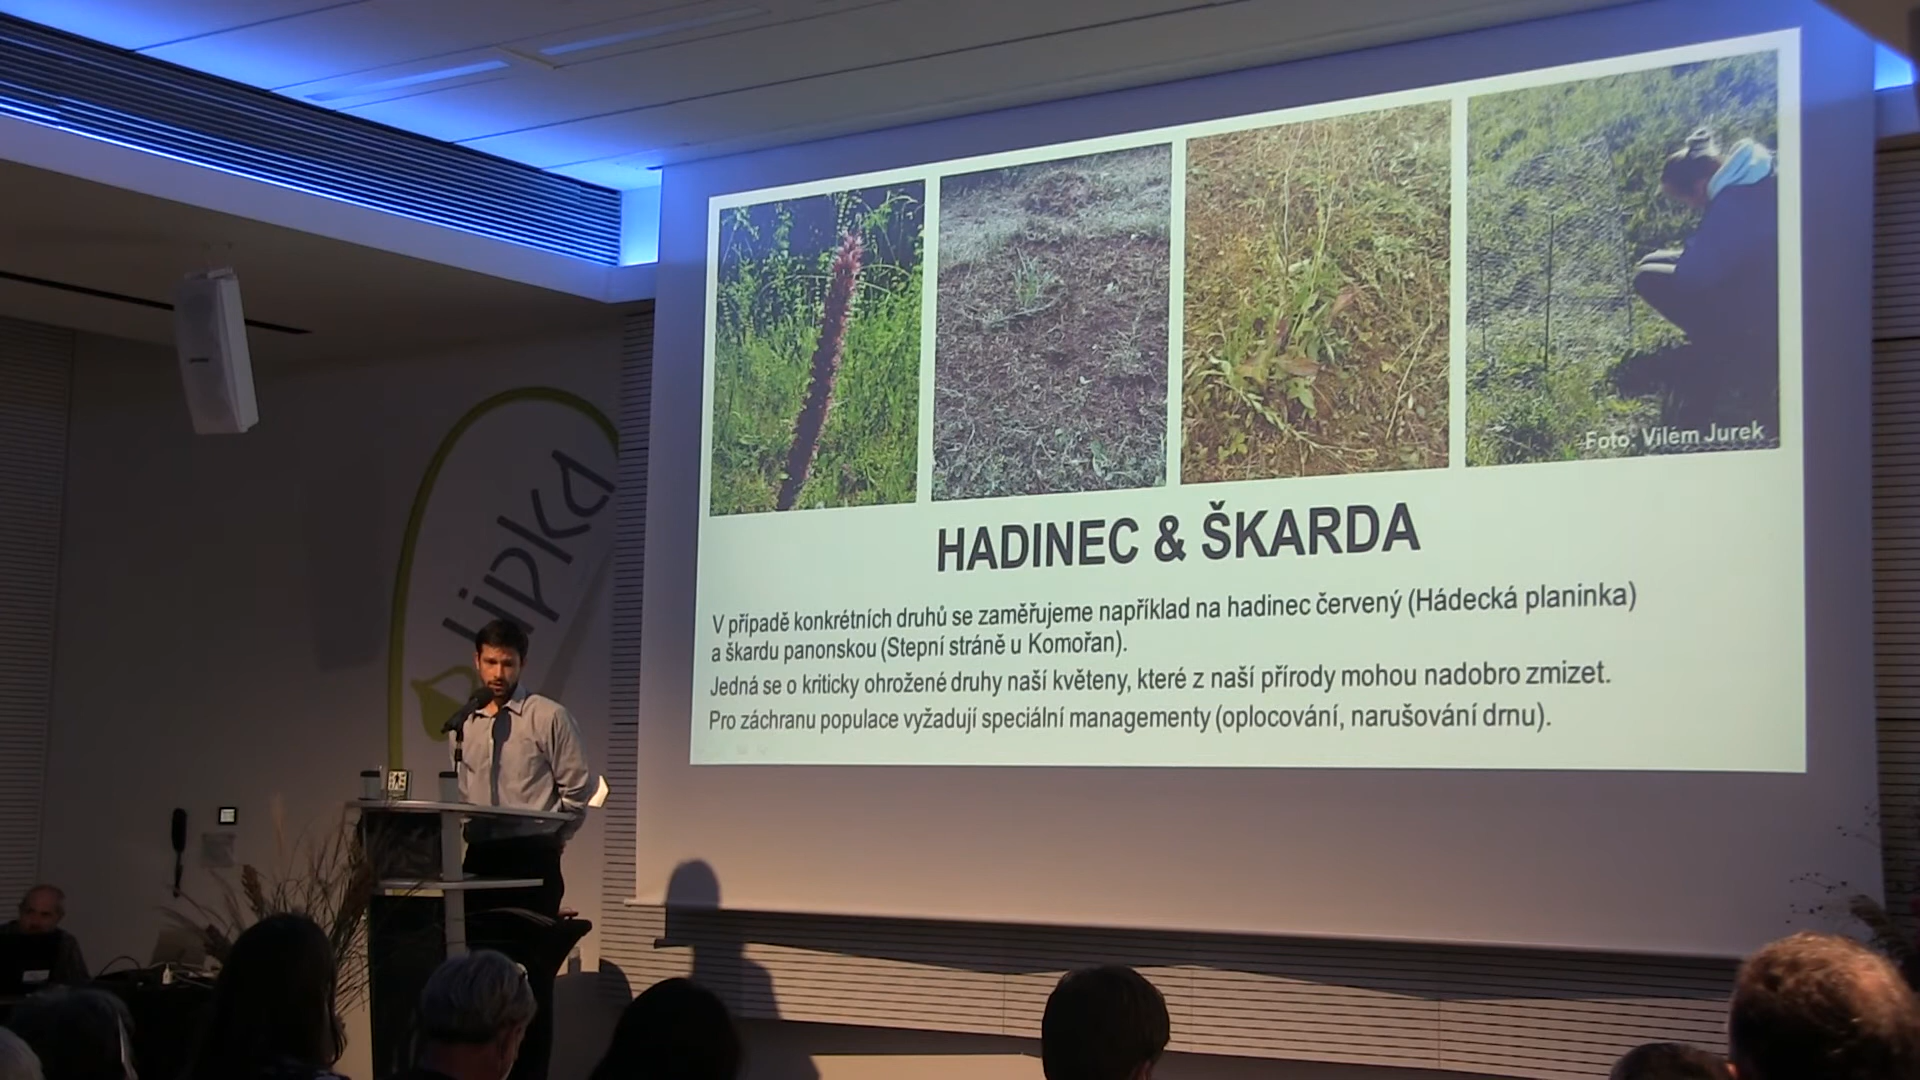 Foto: Vilém Jurek
HADINEC & ŠKARDA
V případě konkrétních druhů se zaměřujeme například na hadinec červený (Hádecká planinka)
a škardu panonskou (Stepní stráně u Komořan).
Jedná se o kriticky ohrožené druhy naší květeny, které z naší přírody mohou nadobro zmizet.
Pro záchranu populace vyžadují speciální managementy (oplocování, narušování drnu).
lipka